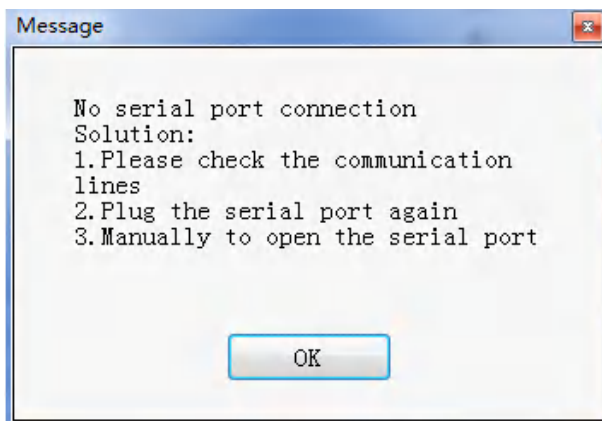 Message
No serial port connection
Solution:
1.Please check the communication
lines
2.Plug the serial port again
3.Manually to open the serial port
OK